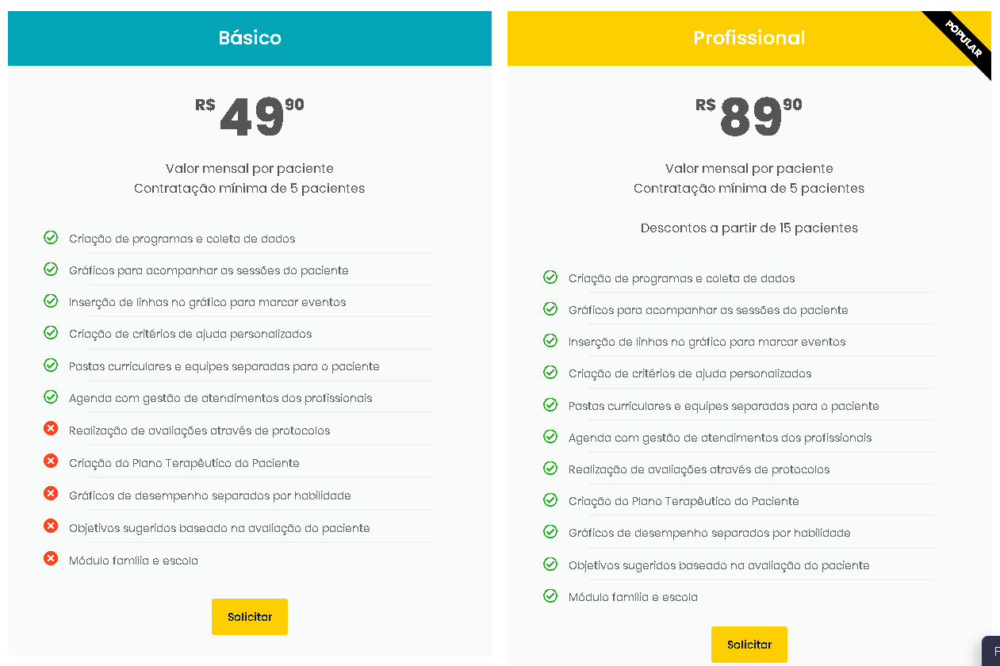 Básico
R$ 49 90
Valor mensal por paciente
Contratação mínima de 5 pacientes
Criação de programas e coleta de dados
Gráficos para acompanhar as sessões do paciente
Inserção de linhas no gráfico para marcar eventos
Criação de critérios de ajuda personalizados
Pastas curriculares e equipes separadas para o paciente
Agenda com gestão de atendimentos dos profissionais
Realização de avaliações através de protocolos
Criação do Plano Terapêutico do Paciente
Gráficos de desempenho separados por habilidade
Objetivos sugeridos baseado na avaliação do paciente
Módulo família e escola
Solicitar
Profissional
POPULAR
R$ 89 90
Valor mensal por paciente
Contratação mínima de 5 pacientes
Descontos a partir de 15 pacientes
Criação de programas e coleta de dados
Gráficos para acompanhar as sessões do paciente
Inserção de linhas no gráfico para marcar eventos
Criação de critérios de ajuda personalizados
Pastas curriculares e equipes separadas para o paciente
Agenda com gestão de atendimentos dos profissionais
Realização de avaliações através de protocolos
Criação do Plano Terapêutico do Paciente
Gráficos de desempenho separados por habilidade
Objetivos sugeridos baseado na avaliação do paciente
Módulo família e escola
Solicitar